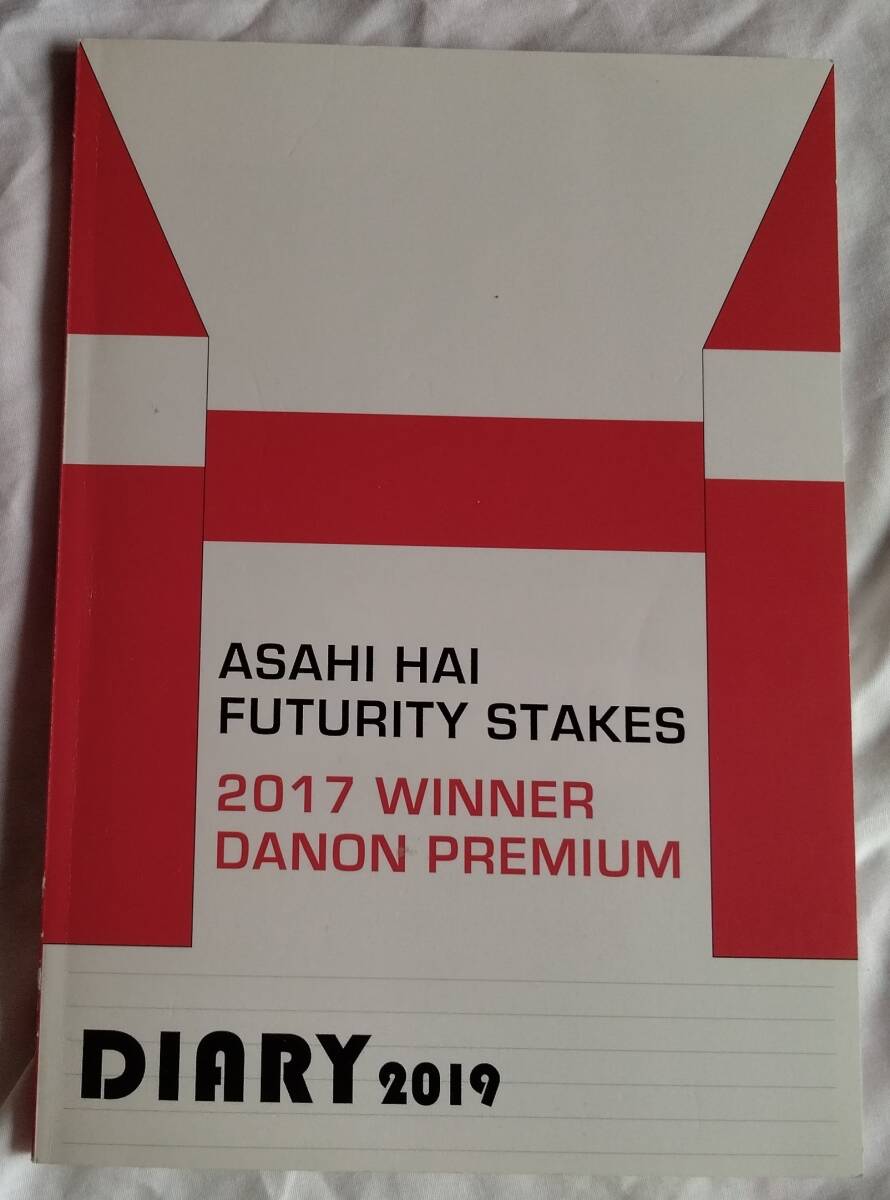 ASAHI HAI
FUTURITY STAKES
2017 WINNER
DANON PREMIUM
DIARY 2019